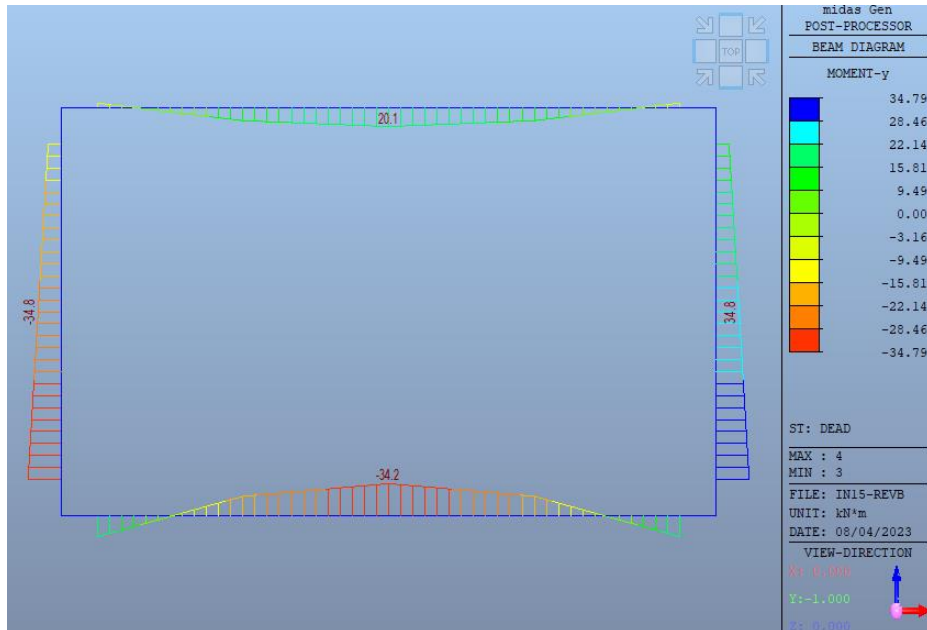 midas Gen
POST-PROCESSOR
BEAM DIAGRAM
MOMENT-y
34.79
28.46
22.14
15.81
9.49
0.00
-3.16
-9.49
-15.81
-22.14
-28.46
-34.79
ST: DEAD
MAX : 4
MIN : 3
FILE: IN15-REVB
UNIT: kN*m
DATE: 08/04/2023
VIEW-DIRECTION
X: 0.000
Y:-1.000
Z: 0.000
TOP
20.1
-34.8
34.8
-34.2